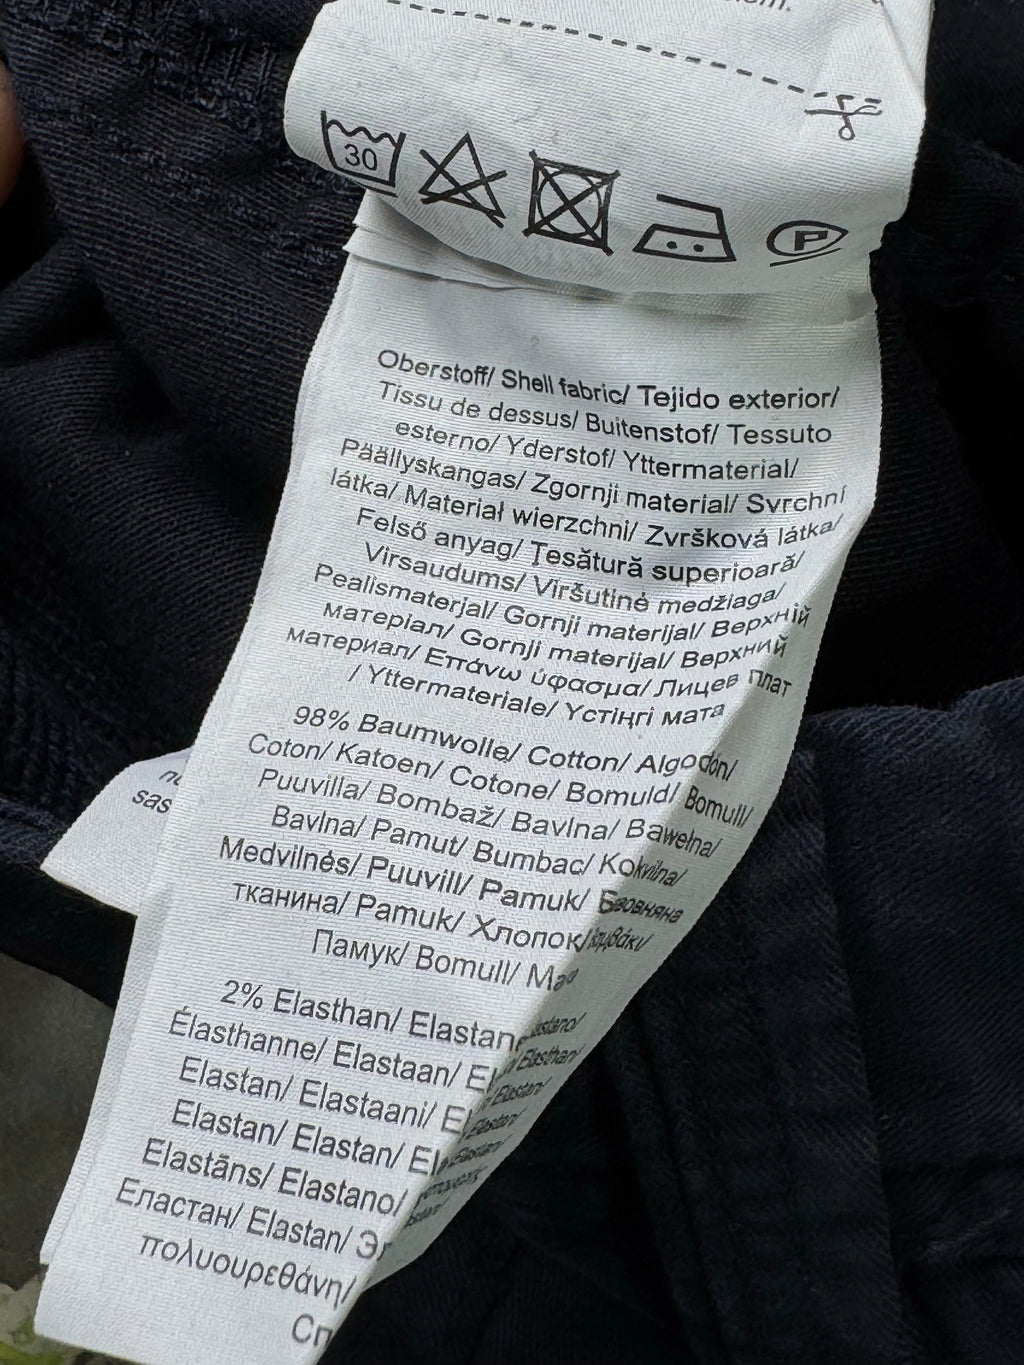 30
P
Oberstoff/ Shell fabric/ Tejido exterior/
Tissu de dessus/ Buitenstof/ Tessuto
esterno/ Yderstof/ Yttermaterial/
Päällyskangas/ Zgornji material/ Svrchní
látka/ Materiał wierzchni/ Zvršková látka/
Felső anyag/ Țesătură superioară/
Virsaudums/ Viršutinė medžiaga/
Pealismaterjal/ Gornji materijal/ Верхній
матеріал/ Gornji materijal/ Верхний
материал/ Επάνω ύφασμα/ Лицев плат
/ Yttermateriale/ Үстіңгі мата
98% Baumwolle/ Cotton/ Algodón/
Coton/ Katoen/ Cotone/ Bomuld/ Bomull/
Puuvilla/ Bombaž/ Bavlna/ Bawełna/
Bavlna/ Pamut/ Bumbac/ Kokvilna/
Medvilnės/ Puuvill/ Pamuk/ Бавовняна
тканина/ Pamuk/ Хлопок/
Памук/ Bomull/
2% Elasthan/ Elastane
Élasthanne/ Elastaan/ Elasthan/
Elastan/ Elastaani/
Elastan/ Elastan/
Elastāns/ Elastano/
Еластан/ Elastan/
πολυουρεθάνη/
sas